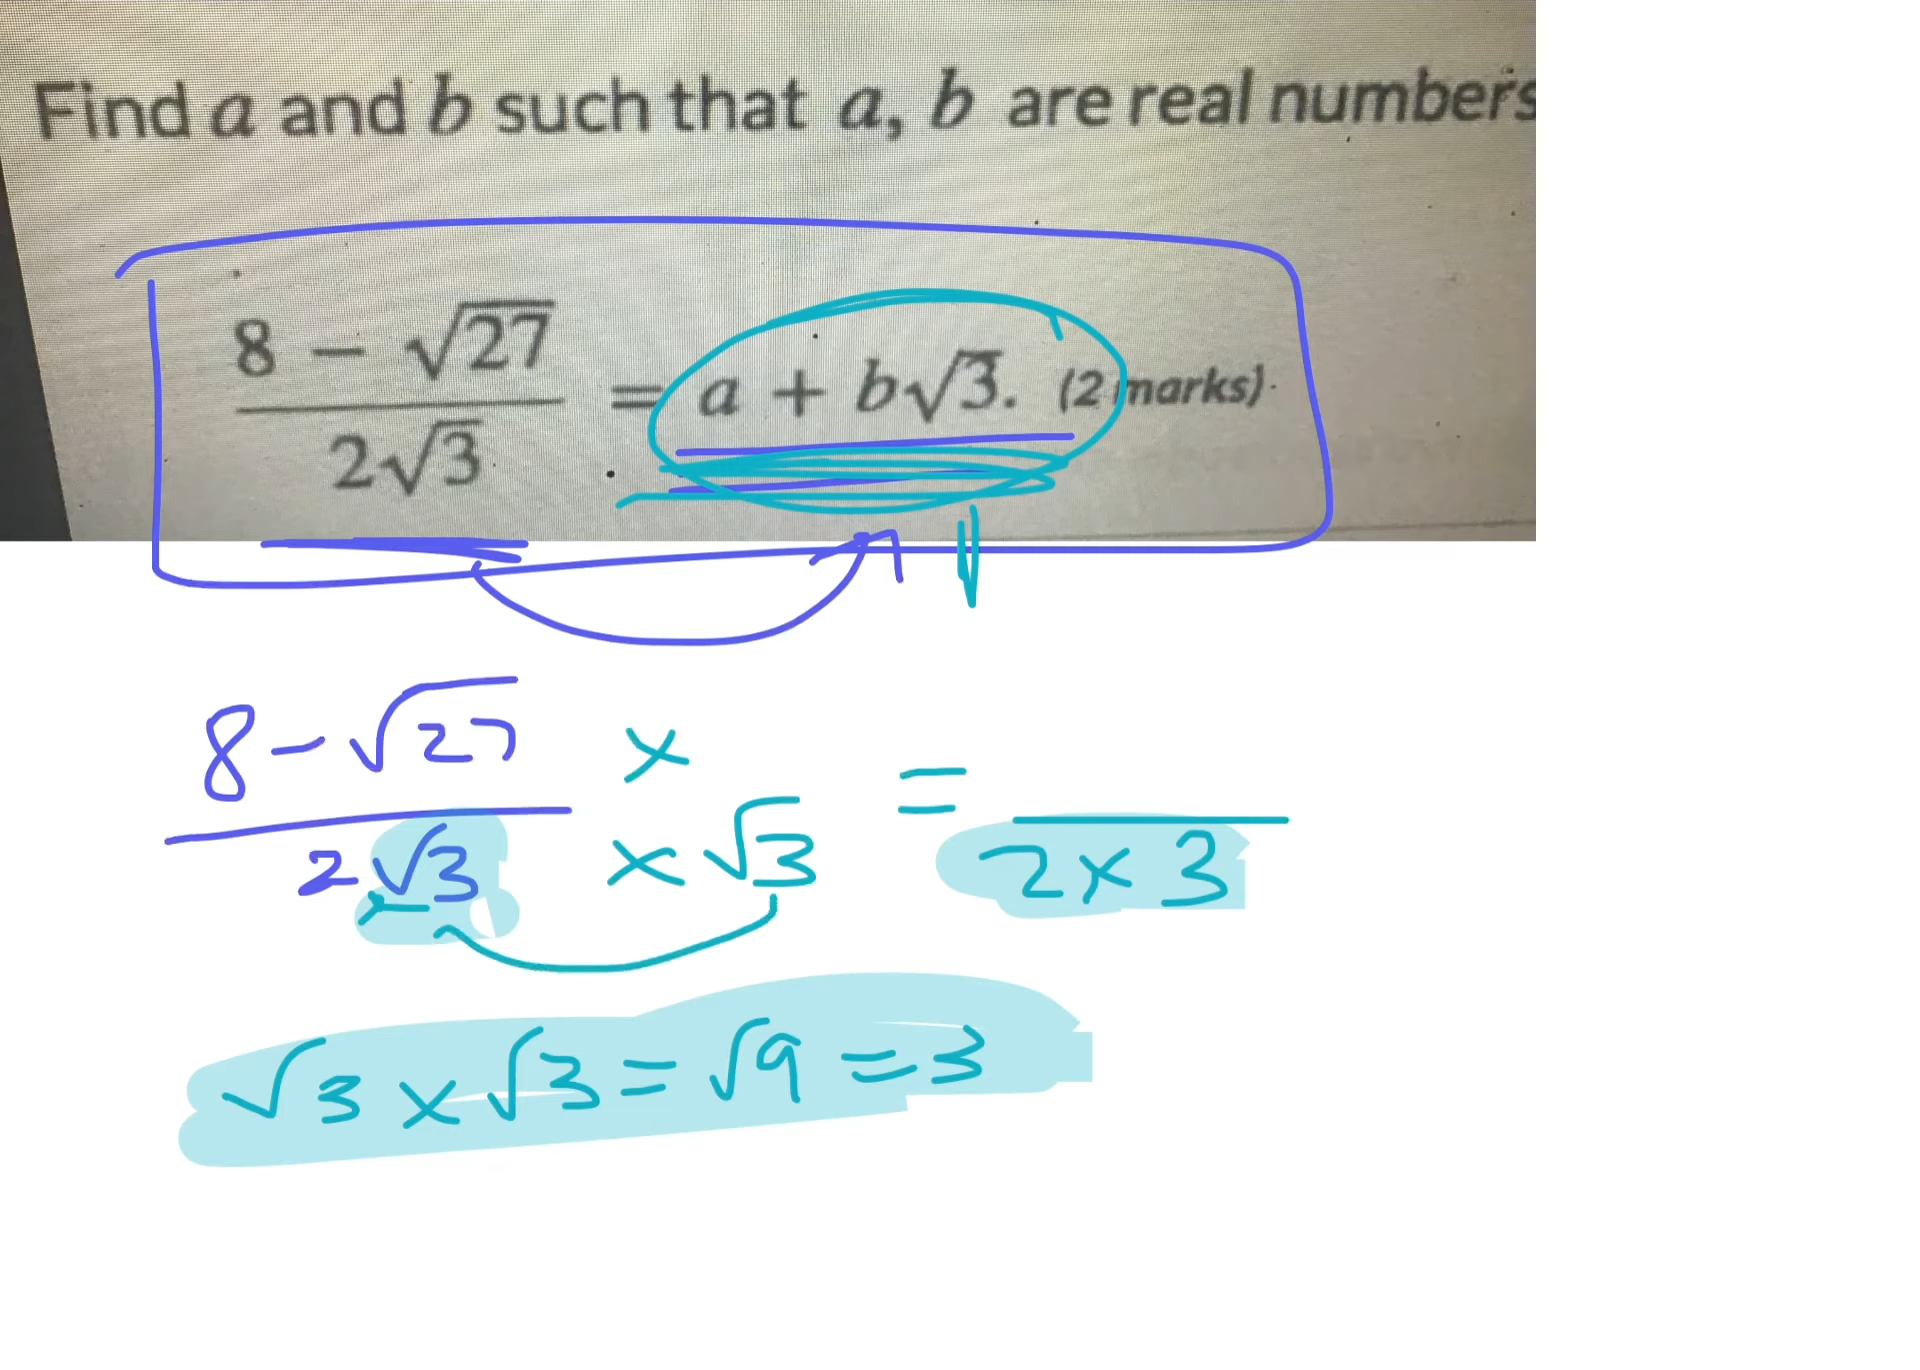 Find a and b such that a, b are real numbers
8 − √27
= a + b√3. (2 marks).
2√3
8 − √27 × =
2√3 × √3 2 × 3
√3 × √3 = √9 = 3